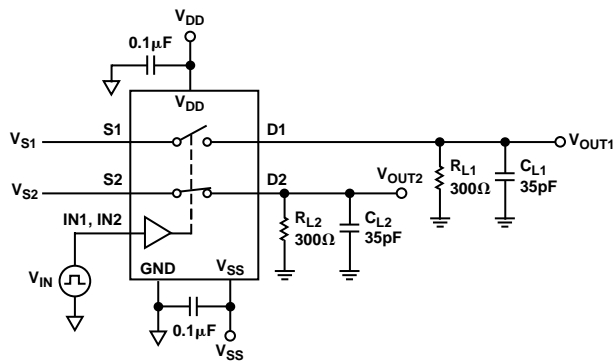 VDD
0.1μF
VDD
VS1
S1
D1
VOUT1
VS2
S2
D2
VOUT2
RL1
300Ω
CL1
35pF
IN1, IN2
RL2
300Ω
CL2
35pF
VIN
GND
VSS
0.1μF
VSS